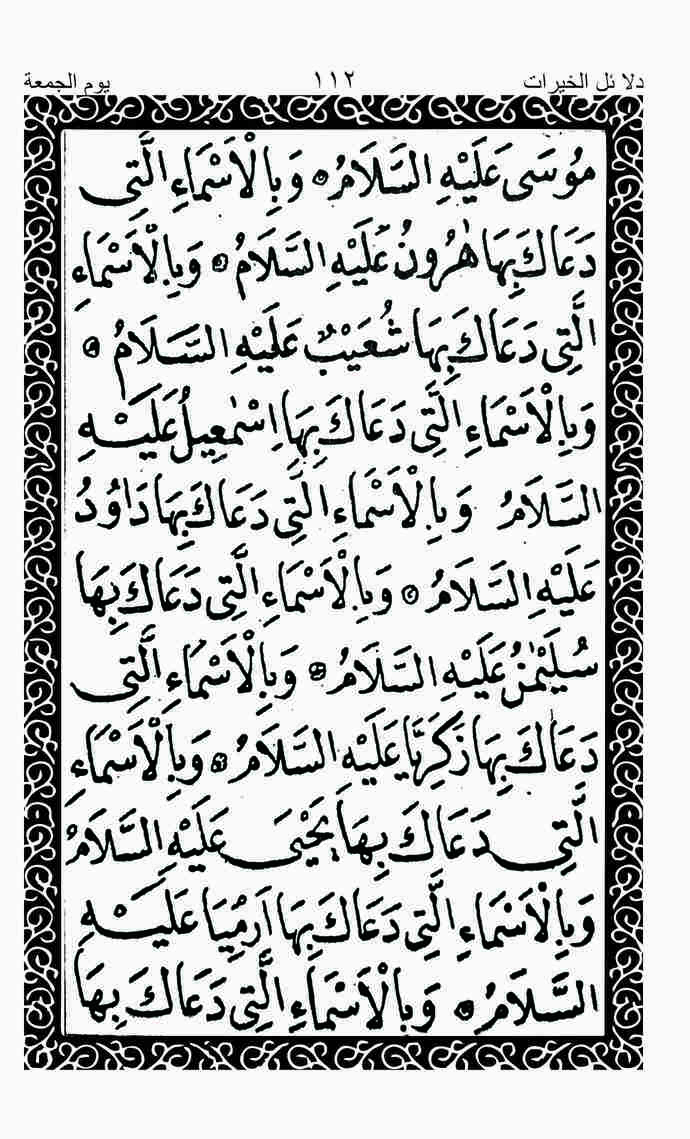 دلائل الخيرات ١١٢ يوم الجمعة
مُوسَى عَلَيْهِ السَّلَامُ وَبِالْأَسْمَاءِ الَّتِى
دَعَاكَ بِهَا هٰرُونُ عَلَيْهِ السَّلَامُ وَبِالْأَسْمَاءِ
الَّتِى دَعَاكَ بِهَا شُعَيْبٌ عَلَيْهِ السَّلَامُ
وَبِالْأَسْمَاءِ الَّتِى دَعَاكَ بِهَا اِسْمٰعِيلُ عَلَيْهِ
السَّلَامُ وَبِالْأَسْمَاءِ الَّتِى دَعَاكَ بِهَا دَاوُدُ
عَلَيْهِ السَّلَامُ وَبِالْأَسْمَاءِ الَّتِى دَعَاكَ بِهَا
سُلَيْمٰنُ عَلَيْهِ السَّلَامُ وَبِالْأَسْمَاءِ الَّتِى
دَعَاكَ بِهَا زَكَرِيَّا عَلَيْهِ السَّلَامُ وَبِالْأَسْمَاءِ
الَّتِى دَعَاكَ بِهَا يَحْيٰى عَلَيْهِ السَّلَامُ
وَبِالْأَسْمَاءِ الَّتِى دَعَاكَ بِهَا اَرْمِيَا عَلَيْهِ
السَّلَامُ وَبِالْأَسْمَاءِ الَّتِى دَعَاكَ بِهَا